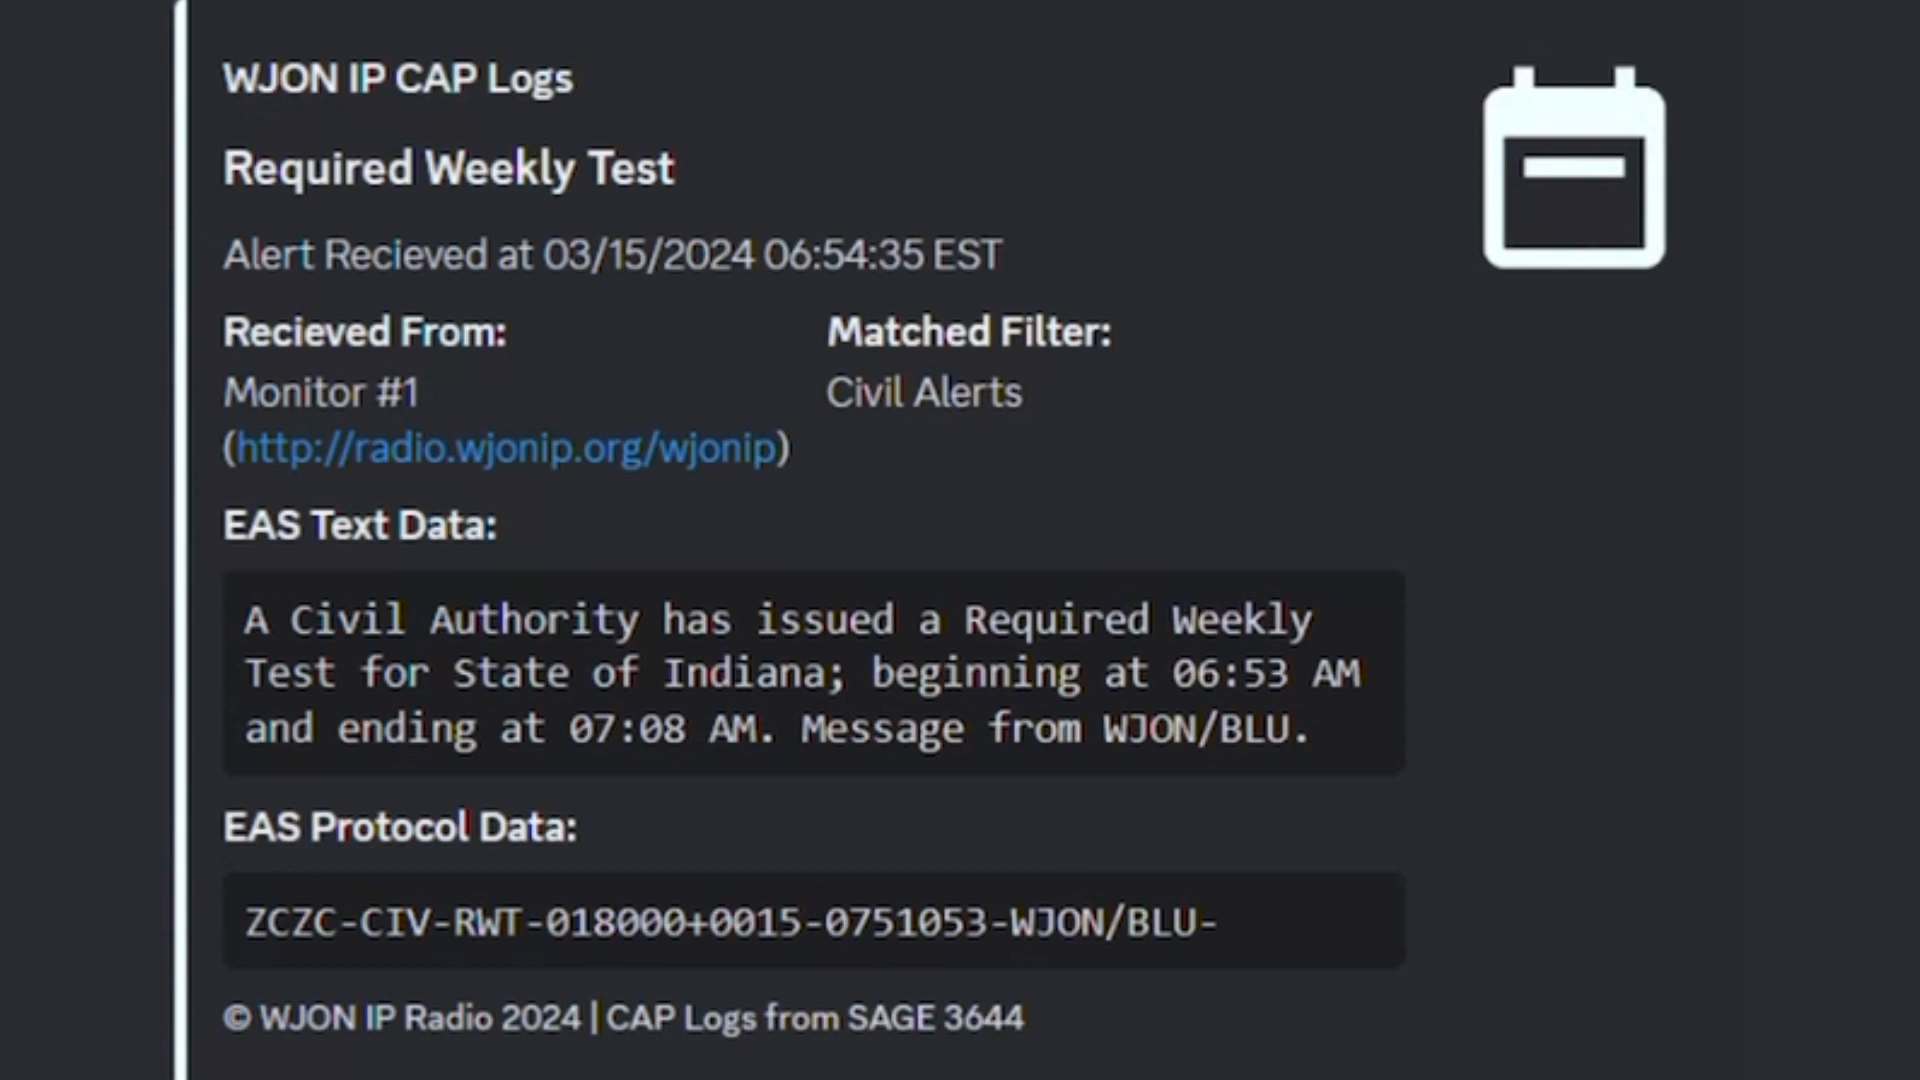 WJON IP CAP Logs
Required Weekly Test
Alert Recieved at 03/15/2024 06:54:35 EST
Recieved From:
Monitor #1
(http://radio.wjonip.org/wjonip)
Matched Filter:
Civil Alerts
EAS Text Data:
A Civil Authority has issued a Required Weekly
Test for State of Indiana; beginning at 06:53 AM
and ending at 07:08 AM. Message from WJON/BLU.
EAS Protocol Data:
ZCZC-CIV-RWT-018000+0015-0751053-WJON/BLU-
© WJON IP Radio 2024 | CAP Logs from SAGE 3644